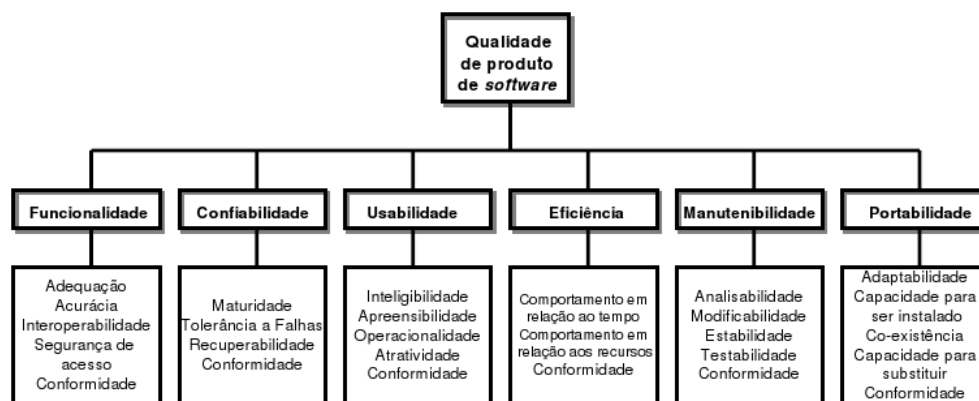 Qualidade
de produto
de software
Funcionalidade
Confiabilidade
Usabilidade
Eficiência
Manutenibilidade
Portabilidade
Adequação
Acurácia
Interoperabilidade
Segurança de
acesso
Conformidade
Maturidade
Tolerância a Falhas
Recuperabilidade
Conformidade
Inteligibilidade
Apreensibilidade
Operacionalidade
Atratividade
Conformidade
Comportamento em
relação ao tempo
Comportamento em
relação aos recursos
Conformidade
Analisabilidade
Modificabilidade
Estabilidade
Testabilidade
Conformidade
Adaptabilidade
Capacidade para
ser instalado
Co-existência
Capacidade para
substituir
Conformidade